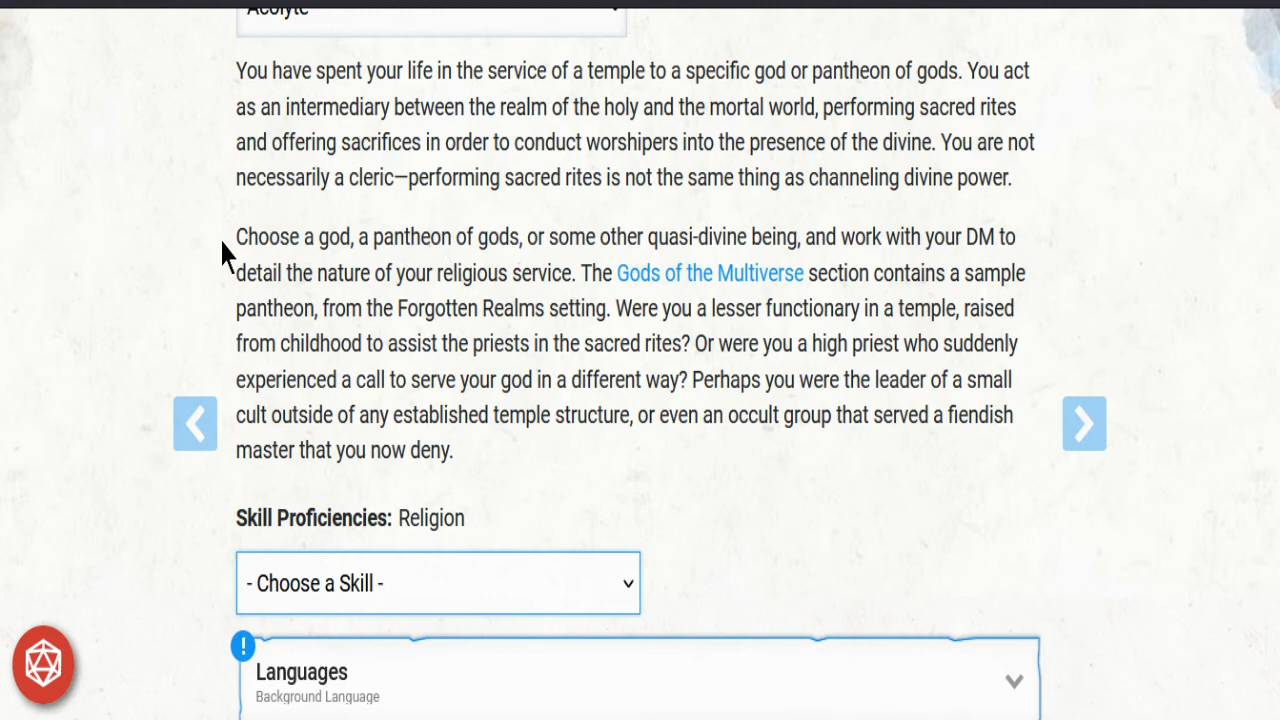 Acolyte
You have spent your life in the service of a temple to a specific god or pantheon of gods. You act
as an intermediary between the realm of the holy and the mortal world, performing sacred rites
and offering sacrifices in order to conduct worshipers into the presence of the divine. You are not
necessarily a cleric—performing sacred rites is not the same thing as channeling divine power.
Choose a god, a pantheon of gods, or some other quasi-divine being, and work with your DM to
detail the nature of your religious service. The Gods of the Multiverse section contains a sample
pantheon, from the Forgotten Realms setting. Were you a lesser functionary in a temple, raised
from childhood to assist the priests in the sacred rites? Or were you a high priest who suddenly
experienced a call to serve your god in a different way? Perhaps you were the leader of a small
cult outside of any established temple structure, or even an occult group that served a fiendish
master that you now deny.
Skill Proficiencies: Religion
- Choose a Skill -
!
Languages
Background Language